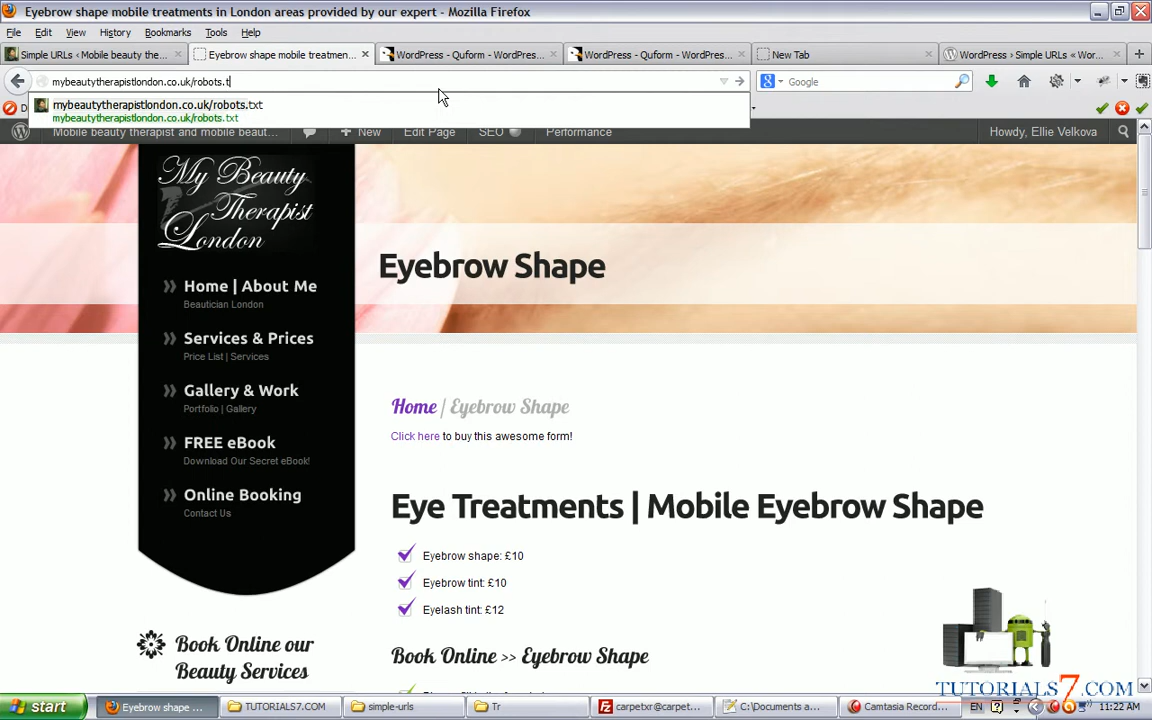 Eyebrow shape mobile treatments in London areas provided by our expert - Mozilla Firefox
File Edit View History Bookmarks Tools Help
Simple URLs ‹ Mobile beauty the...
Eyebrow shape mobile treatmen...
WordPress - Quform - WordPres...
WordPress - Quform - WordPres...
New Tab
WordPress › Simple URLs « Wor...
mybeautytherapistlondon.co.uk/robots.t
Google
mybeautytherapistlondon.co.uk/robots.txt
mybeautytherapistlondon.co.uk/robots.txt
Mobile beauty therapist and mobile beaut... New Edit Page SEO Performance Howdy, Ellie Velkova
My Beauty
Therapist
London
Eyebrow Shape
Home | About Me
Beautician London
Services & Prices
Price List | Services
Gallery & Work
Portfolio | Gallery
FREE eBook
Download Our Secret eBook!
Online Booking
Contact Us
Home / Eyebrow Shape
Click here to buy this awesome form!
Eye Treatments | Mobile Eyebrow Shape
Eyebrow shape: £10
Eyebrow tint: £10
Eyelash tint: £12
Book Online >> Eyebrow Shape
Book Online our
Beauty Services
TUTORIALS7.COM
start
Eyebrow shape ...
TUTORIALS7.COM
simple-urls
Tr
carpetxr@carpet...
C:\Documents a...
Camtasia Record...
EN
11:22 AM